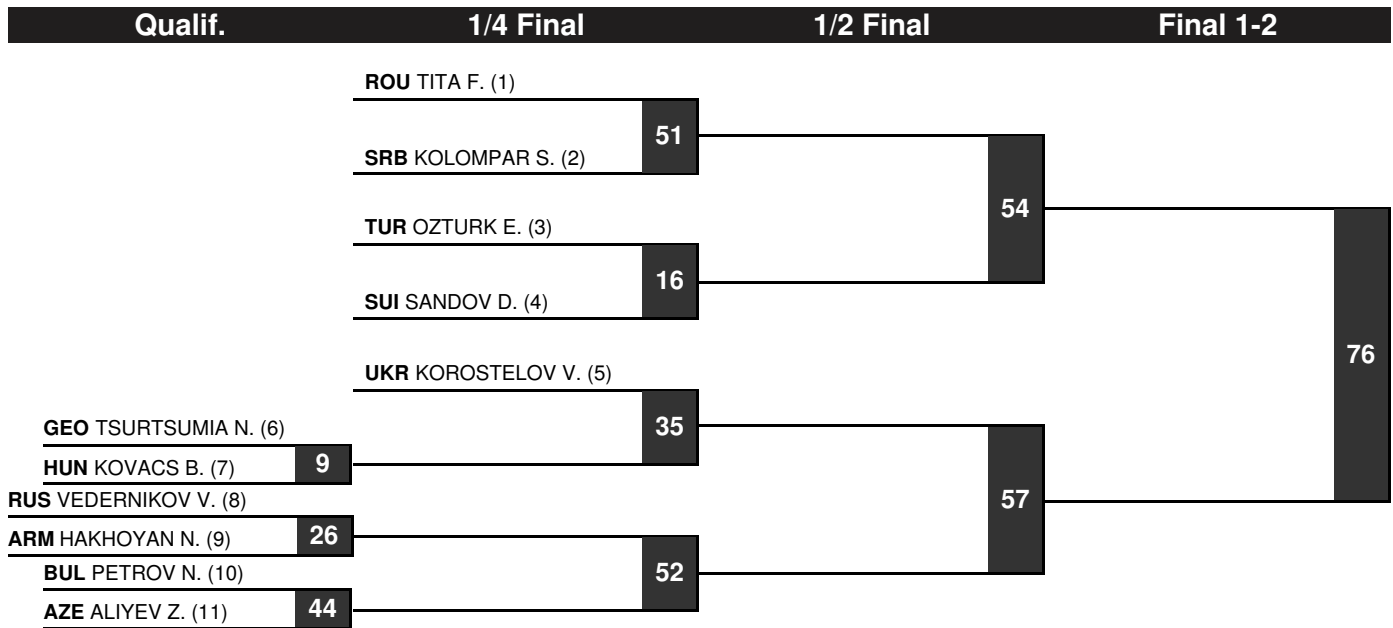 Qualif. 1/4 Final 1/2 Final Final 1-2
ROU TITA F. (1)
51
SRB KOLOMPAR S. (2)
54
TUR OZTURK E. (3)
16
SUI SANDOV D. (4)
76
UKR KOROSTELOV V. (5)
35
GEO TSURTSUMIA N. (6)
HUN KOVACS B. (7) 9
57
RUS VEDERNIKOV V. (8)
ARM HAKHOYAN N. (9) 26
52
BUL PETROV N. (10)
AZE ALIYEV Z. (11) 44